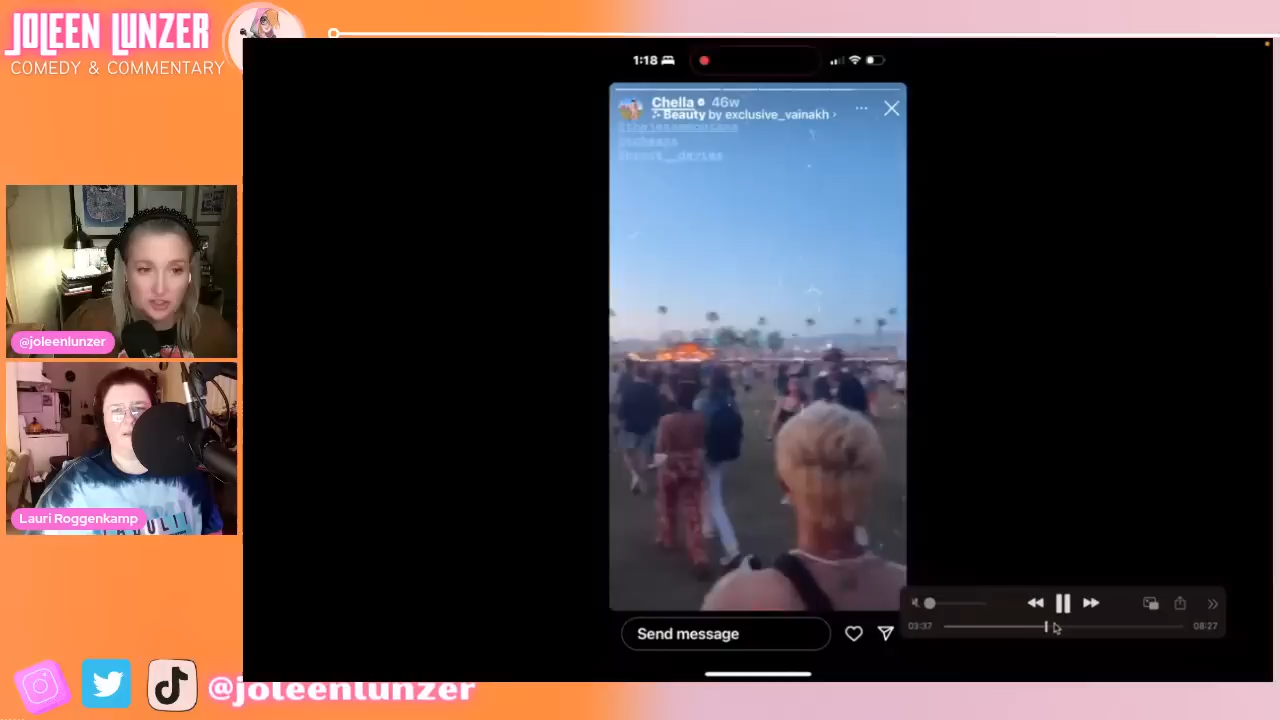 JOLEEN LUNZER
COMEDY & COMMENTARY
1:18
Chella 46w
Beauty by exclusive_vainakh ›
@joleenlunzer
Lauri Roggenkamp
Send message
03:37
08:27
@joleenlunzer